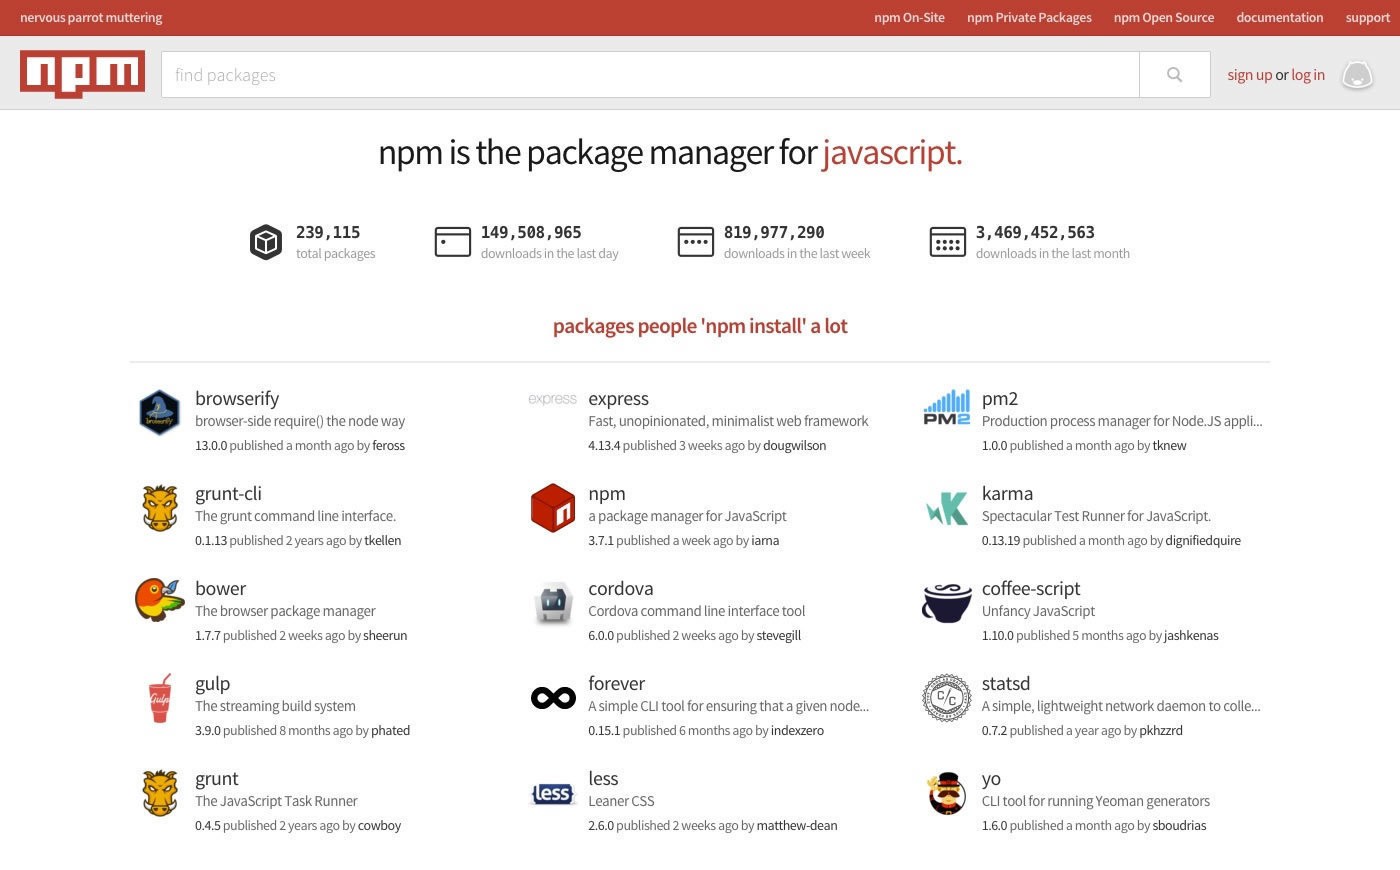 nervous parrot muttering
npm On-Site npm Private Packages npm Open Source documentation support
npm
find packages
sign up or log in
npm is the package manager for javascript.
239,115 149,508,965 819,977,290 3,469,452,563
total packages downloads in the last day downloads in the last week downloads in the last month
packages people 'npm install' a lot
browserify
browser-side require() the node way
13.0.0 published a month ago by feross
express
express
Fast, unopinionated, minimalist web framework
4.13.4 published 3 weeks ago by dougwilson
PM2
pm2
Production process manager for Node.JS appli...
1.0.0 published a month ago by tknew
grunt-cli
The grunt command line interface.
0.1.13 published 2 years ago by tkellen
n
npm
a package manager for JavaScript
3.7.1 published a week ago by iarna
K
karma
Spectacular Test Runner for JavaScript.
0.13.19 published a month ago by dignifiedquire
bower
The browser package manager
1.7.7 published 2 weeks ago by sheerun
cordova
Cordova command line interface tool
6.0.0 published 2 weeks ago by stevegill
coffee-script
Unfancy JavaScript
1.10.0 published 5 months ago by jashkenas
Gulp
gulp
The streaming build system
3.9.0 published 8 months ago by phated
forever
A simple CLI tool for ensuring that a given node...
0.15.1 published 6 months ago by indexzero
C/C
statsd
A simple, lightweight network daemon to colle...
0.7.2 published a year ago by pkhzzrd
grunt
The JavaScript Task Runner
0.4.5 published 2 years ago by cowboy
less
less
Leaner CSS
2.6.0 published 2 weeks ago by matthew-dean
yo
CLI tool for running Yeoman generators
1.6.0 published a month ago by sboudrias